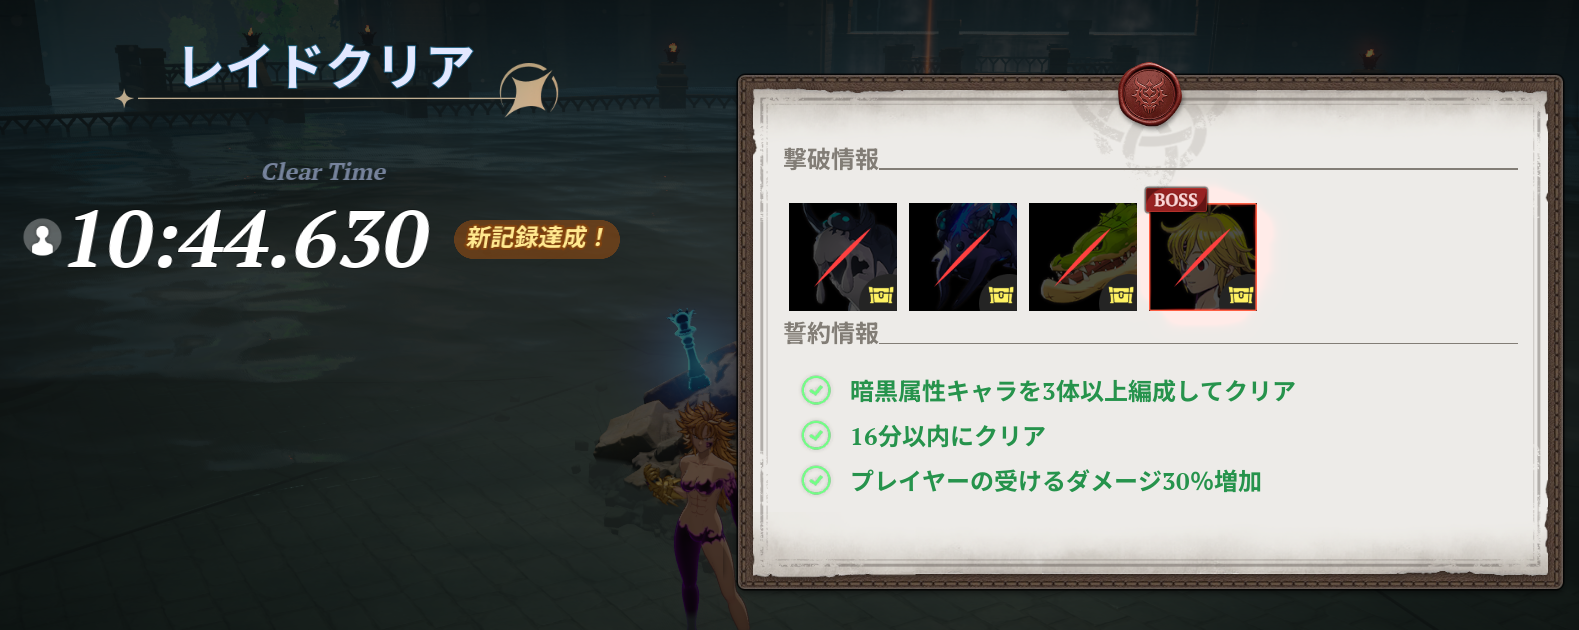 レイドクリア
Clear Time
10:44.630
新記録達成！
撃破情報
BOSS
誓約情報
暗黒属性キャラを3体以上編成してクリア
16分以内にクリア
プレイヤーの受けるダメージ30%増加